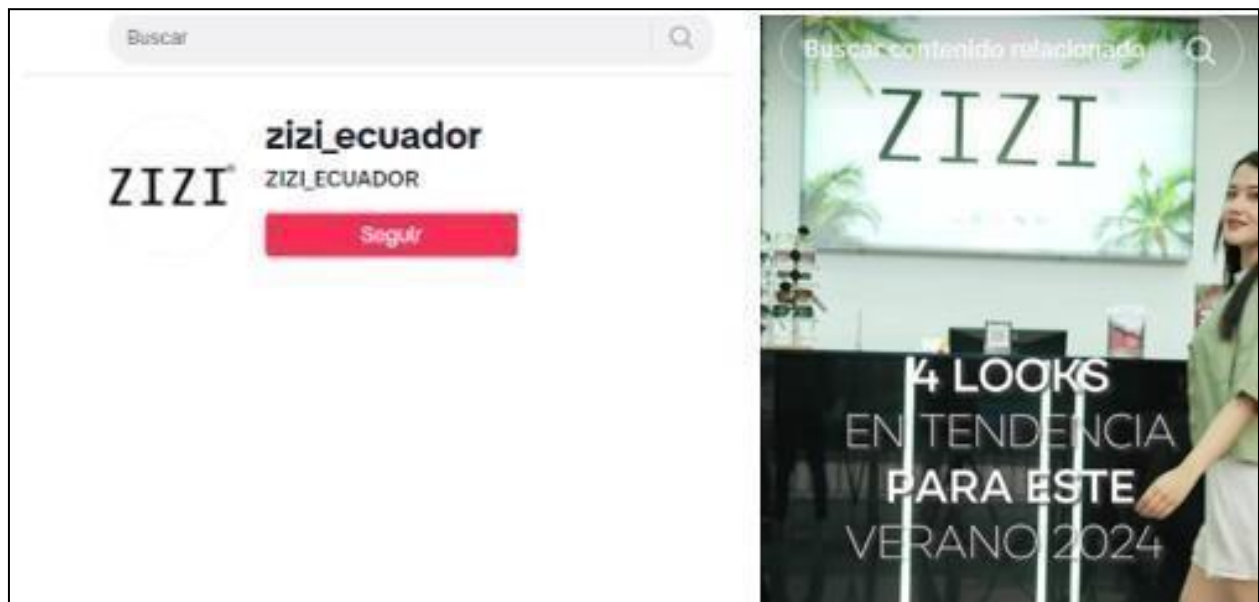 Buscar
zizi_ecuador
ZIZI_ECUADOR
ZIZI®
Seguir
Buscar contenido relacionado
ZIZI
4 LOOKS
EN TENDENCIA
PARA ESTE
VERANO 2024